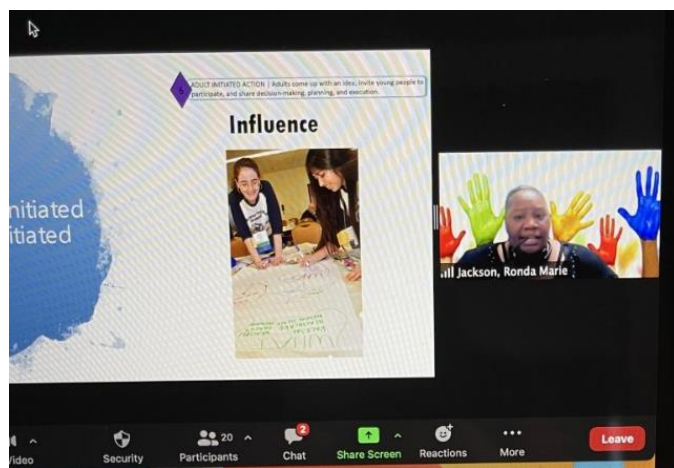 6
ADULT INITIATED ACTION | Adults come up with an idea, invite young people to
participate, and share decision-making, planning, and execution.
Influence
nitiated
itiated
WHAT
Jackson, Ronda Marie
20
2
Video
Security
Participants
Chat
Share Screen
Reactions
More
Leave